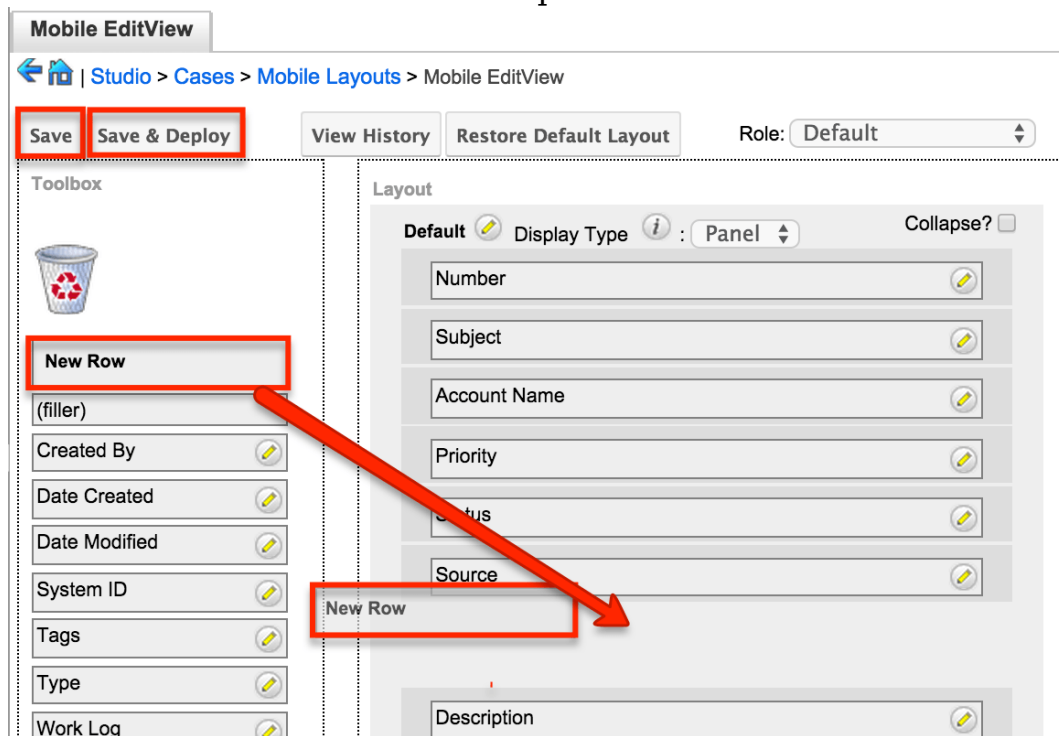 Mobile EditView
| Studio > Cases > Mobile Layouts > Mobile EditView
Save Save & Deploy View History Restore Default Layout Role: Default
Toolbox
New Row
(filler)
Created By
Date Created
Date Modified
System ID
Tags
Type
Work Log
Layout
Default Display Type i : Panel Collapse?
Number
Subject
Account Name
Priority
Status
Source
New Row
Description